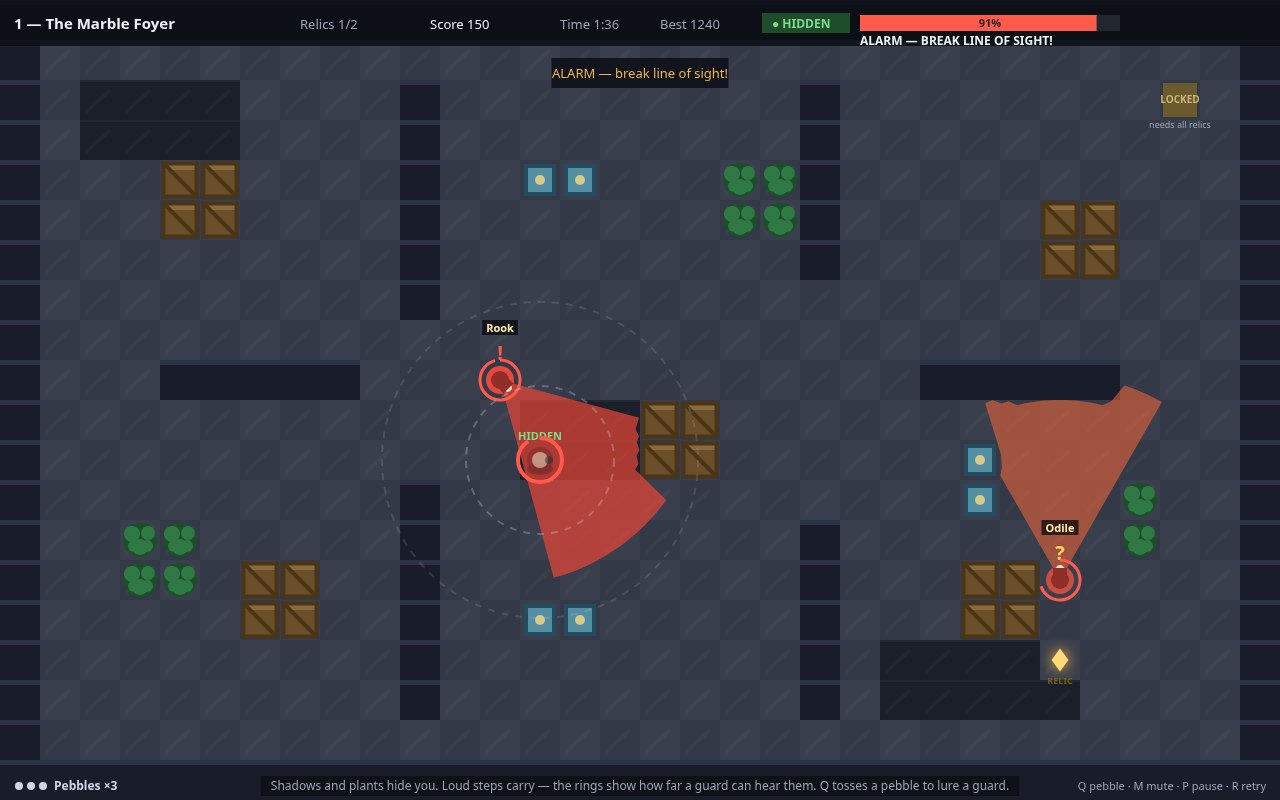 1 — The Marble Foyer
Relics 1/2
Score 150
Time 1:36
Best 1240
● HIDDEN
91%
ALARM — BREAK LINE OF SIGHT!
ALARM — break line of sight!
LOCKED
needs all relics
Rook
!
HIDDEN
Odile
?
RELIC
Pebbles ×3
Shadows and plants hide you. Loud steps carry — the rings show how far a guard can hear them. Q tosses a pebble to lure a guard.
Q pebble · M mute · P pause · R retry